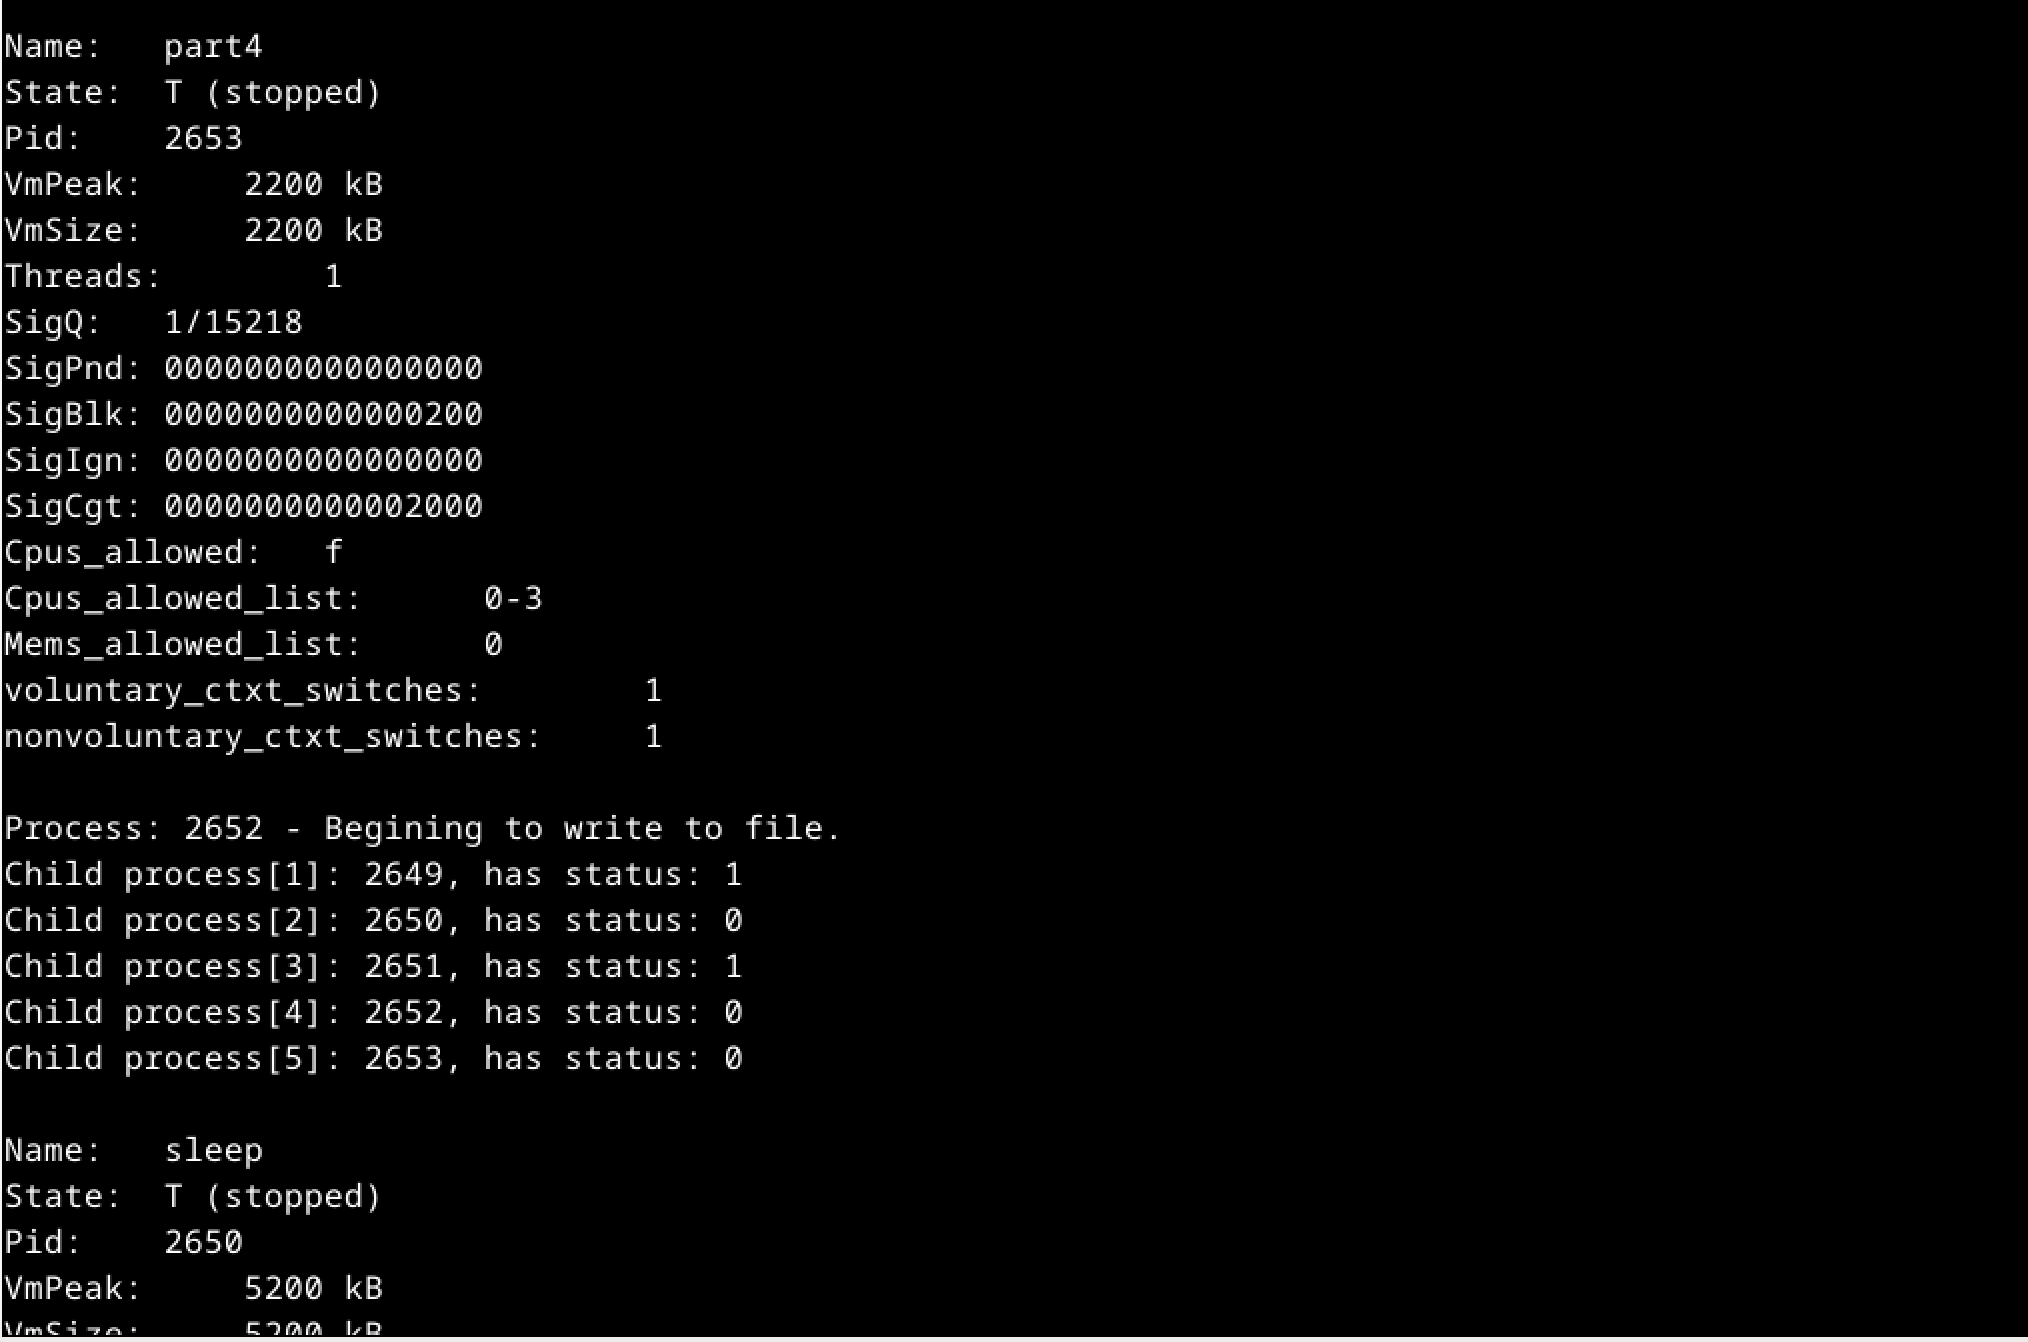 Name:   part4
State:  T (stopped)
Pid:    2653
VmPeak:     2200 kB
VmSize:     2200 kB
Threads:        1
SigQ:   1/15218
SigPnd: 0000000000000000
SigBlk: 0000000000000200
SigIgn: 0000000000000000
SigCgt: 0000000000002000
Cpus_allowed:   f
Cpus_allowed_list:      0-3
Mems_allowed_list:      0
voluntary_ctxt_switches:        1
nonvoluntary_ctxt_switches:     1

Process: 2652 - Begining to write to file.
Child process[1]: 2649, has status: 1
Child process[2]: 2650, has status: 0
Child process[3]: 2651, has status: 1
Child process[4]: 2652, has status: 0
Child process[5]: 2653, has status: 0

Name:   sleep
State:  T (stopped)
Pid:    2650
VmPeak:     5200 kB
VmSize:     5200 kB